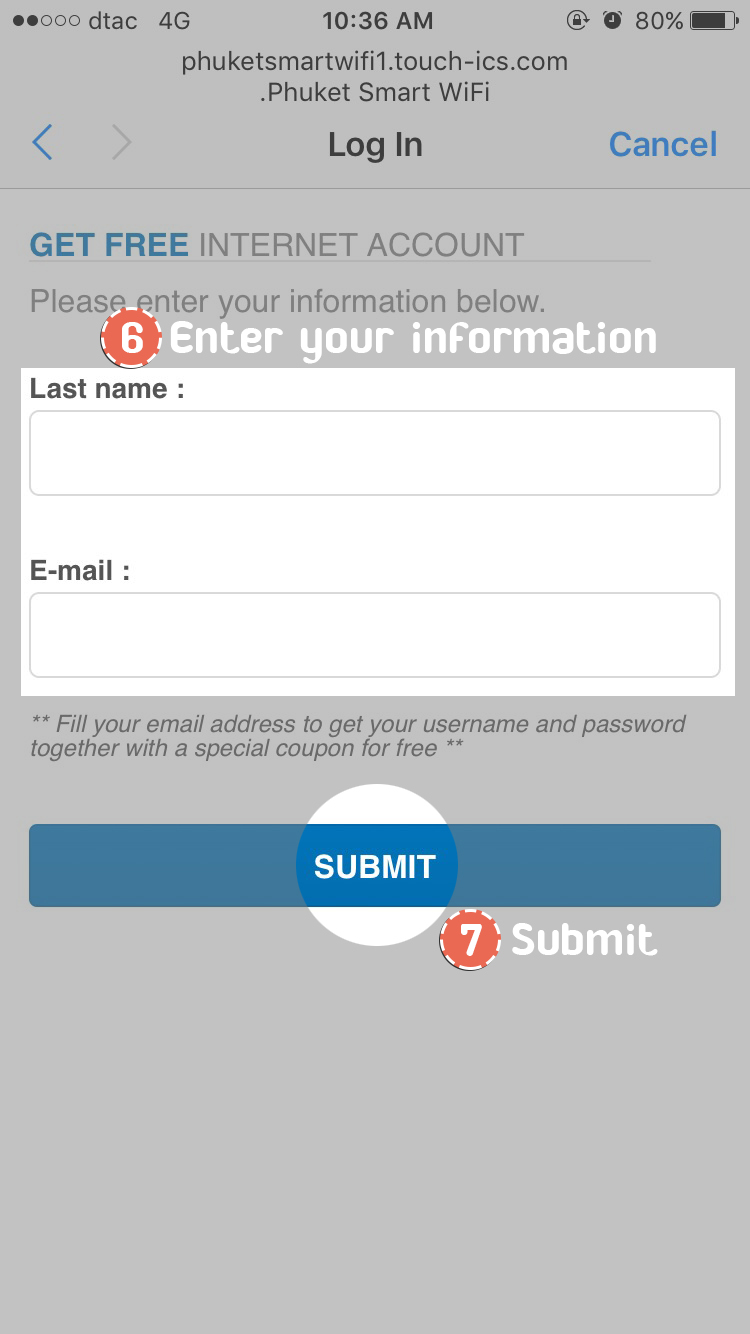 dtac 4G 10:36 AM 80%
phuketsmartwifi1.touch-ics.com
.Phuket Smart WiFi
Log In Cancel
GET FREE INTERNET ACCOUNT
Please enter your information below.
6 Enter your information
Last name :
E-mail :
** Fill your email address to get your username and password
together with a special coupon for free **
SUBMIT
7 Submit